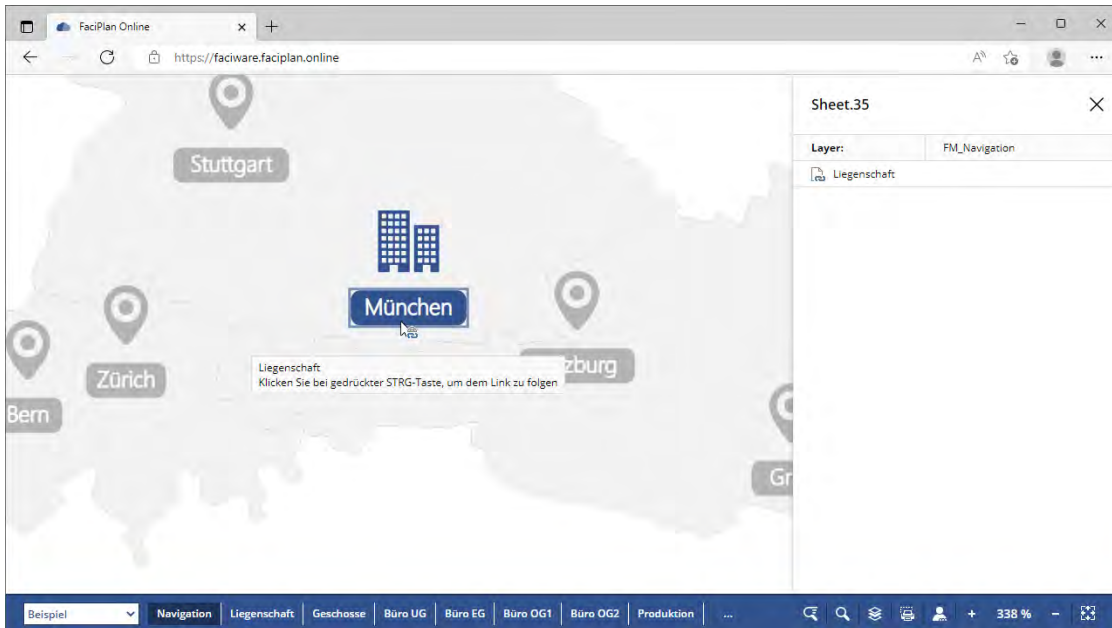 FaciPlan Online
https://faciware.faciplan.online
Stuttgart
München
Zürich
zburg
Bern
Gr
Liegenschaft
Klicken Sie bei gedrückter STRG-Taste, um dem Link zu folgen
Sheet.35
Layer: FM_Navigation
Liegenschaft
Beispiel Navigation Liegenschaft Geschosse Büro UG Büro EG Büro OG1 Büro OG2 Produktion ... + 338 % −